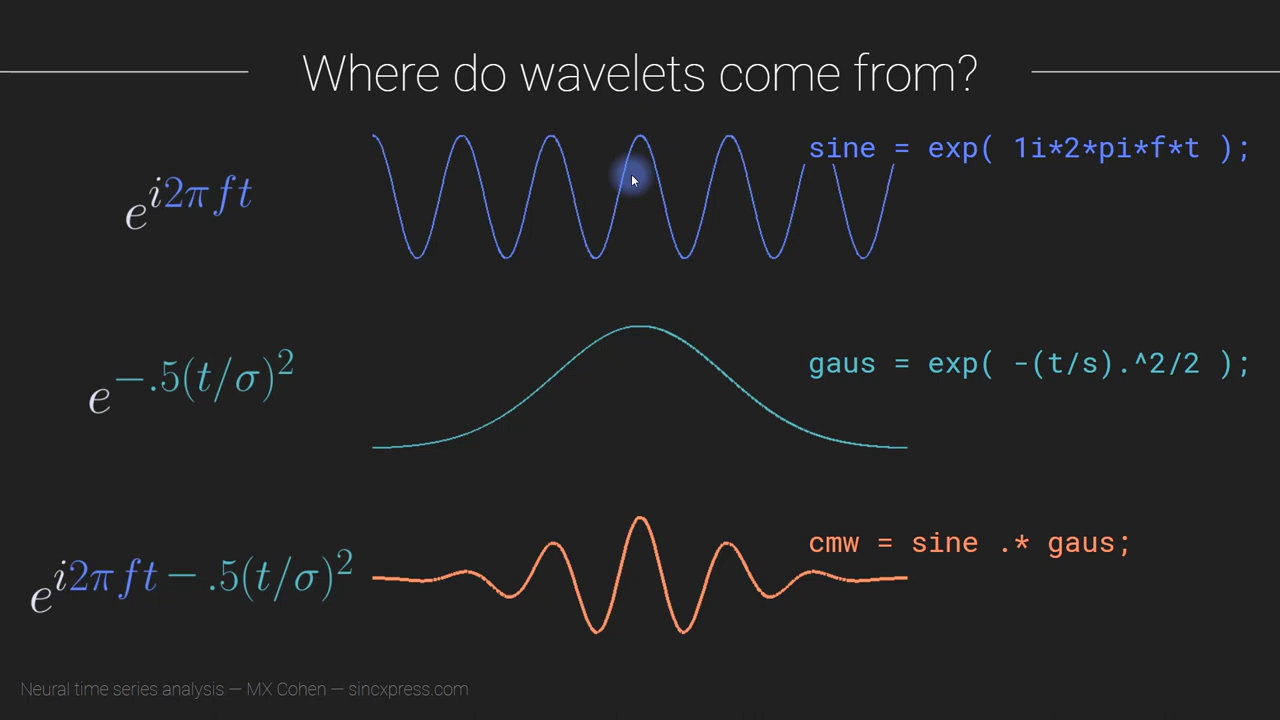 Where do wavelets come from?
e^{i2πft}
sine = exp( 1i*2*pi*f*t );
e^{−.5(t/σ)^2}
gaus = exp( -(t/s).^2/2 );
e^{i2πft−.5(t/σ)^2}
cmw = sine .* gaus;
Neural time series analysis — MX Cohen — sincxpress.com